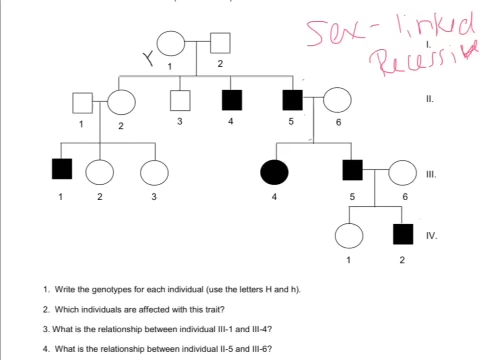 Sex-linked
Recessive
I.
Y
1 2
II.
1 2 3 4 5 6
III.
1 2 3 4 5 6
IV.
1 2
1. Write the genotypes for each individual (use the letters H and h).
2. Which individuals are affected with this trait?
3. What is the relationship between individual III-1 and III-4?
4. What is the relationship between individual II-5 and III-6?